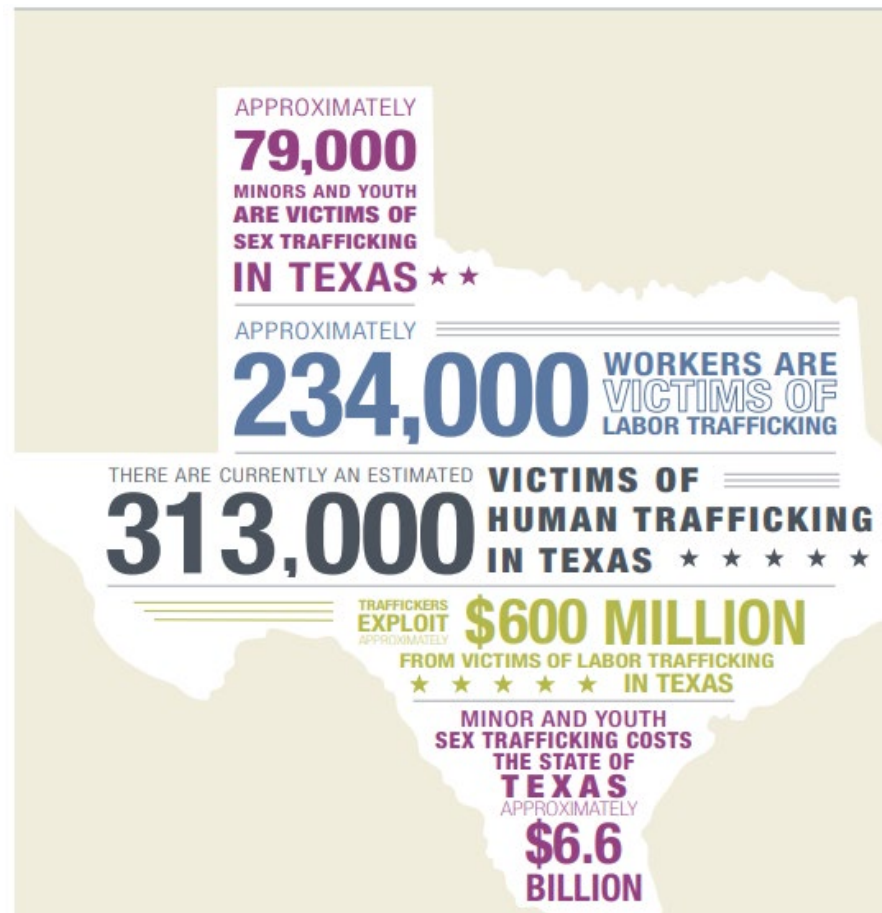 APPROXIMATELY
79,000
MINORS AND YOUTH
ARE VICTIMS OF
SEX TRAFFICKING
IN TEXAS
APPROXIMATELY
234,000
WORKERS ARE
VICTIMS OF
LABOR TRAFFICKING
THERE ARE CURRENTLY AN ESTIMATED
313,000
VICTIMS OF
HUMAN TRAFFICKING
IN TEXAS
TRAFFICKERS
EXPLOIT
APPROXIMATELY
$600 MILLION
FROM VICTIMS OF LABOR TRAFFICKING
IN TEXAS
MINOR AND YOUTH
SEX TRAFFICKING COSTS
THE STATE OF
TEXAS
APPROXIMATELY
$6.6
BILLION